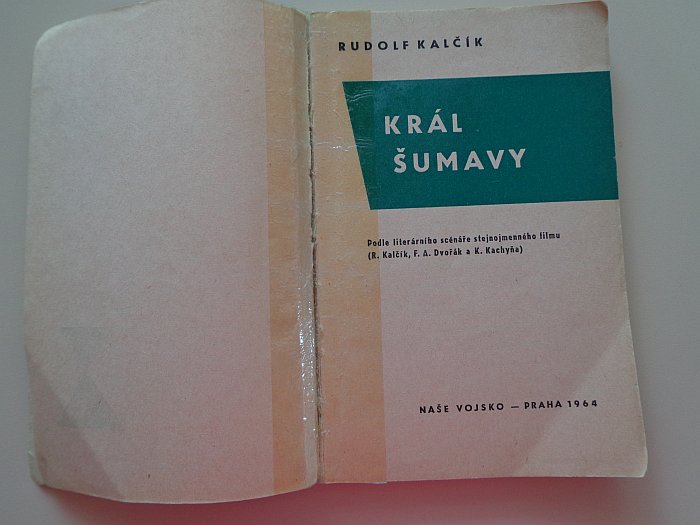 RUDOLF KALČÍK
KRÁL
ŠUMAVY
Podle literárního scénáře stejnojmenného filmu
(R. Kalčík, F. A. Dvořák a K. Kachyňa)
NAŠE VOJSKO — PRAHA 1964